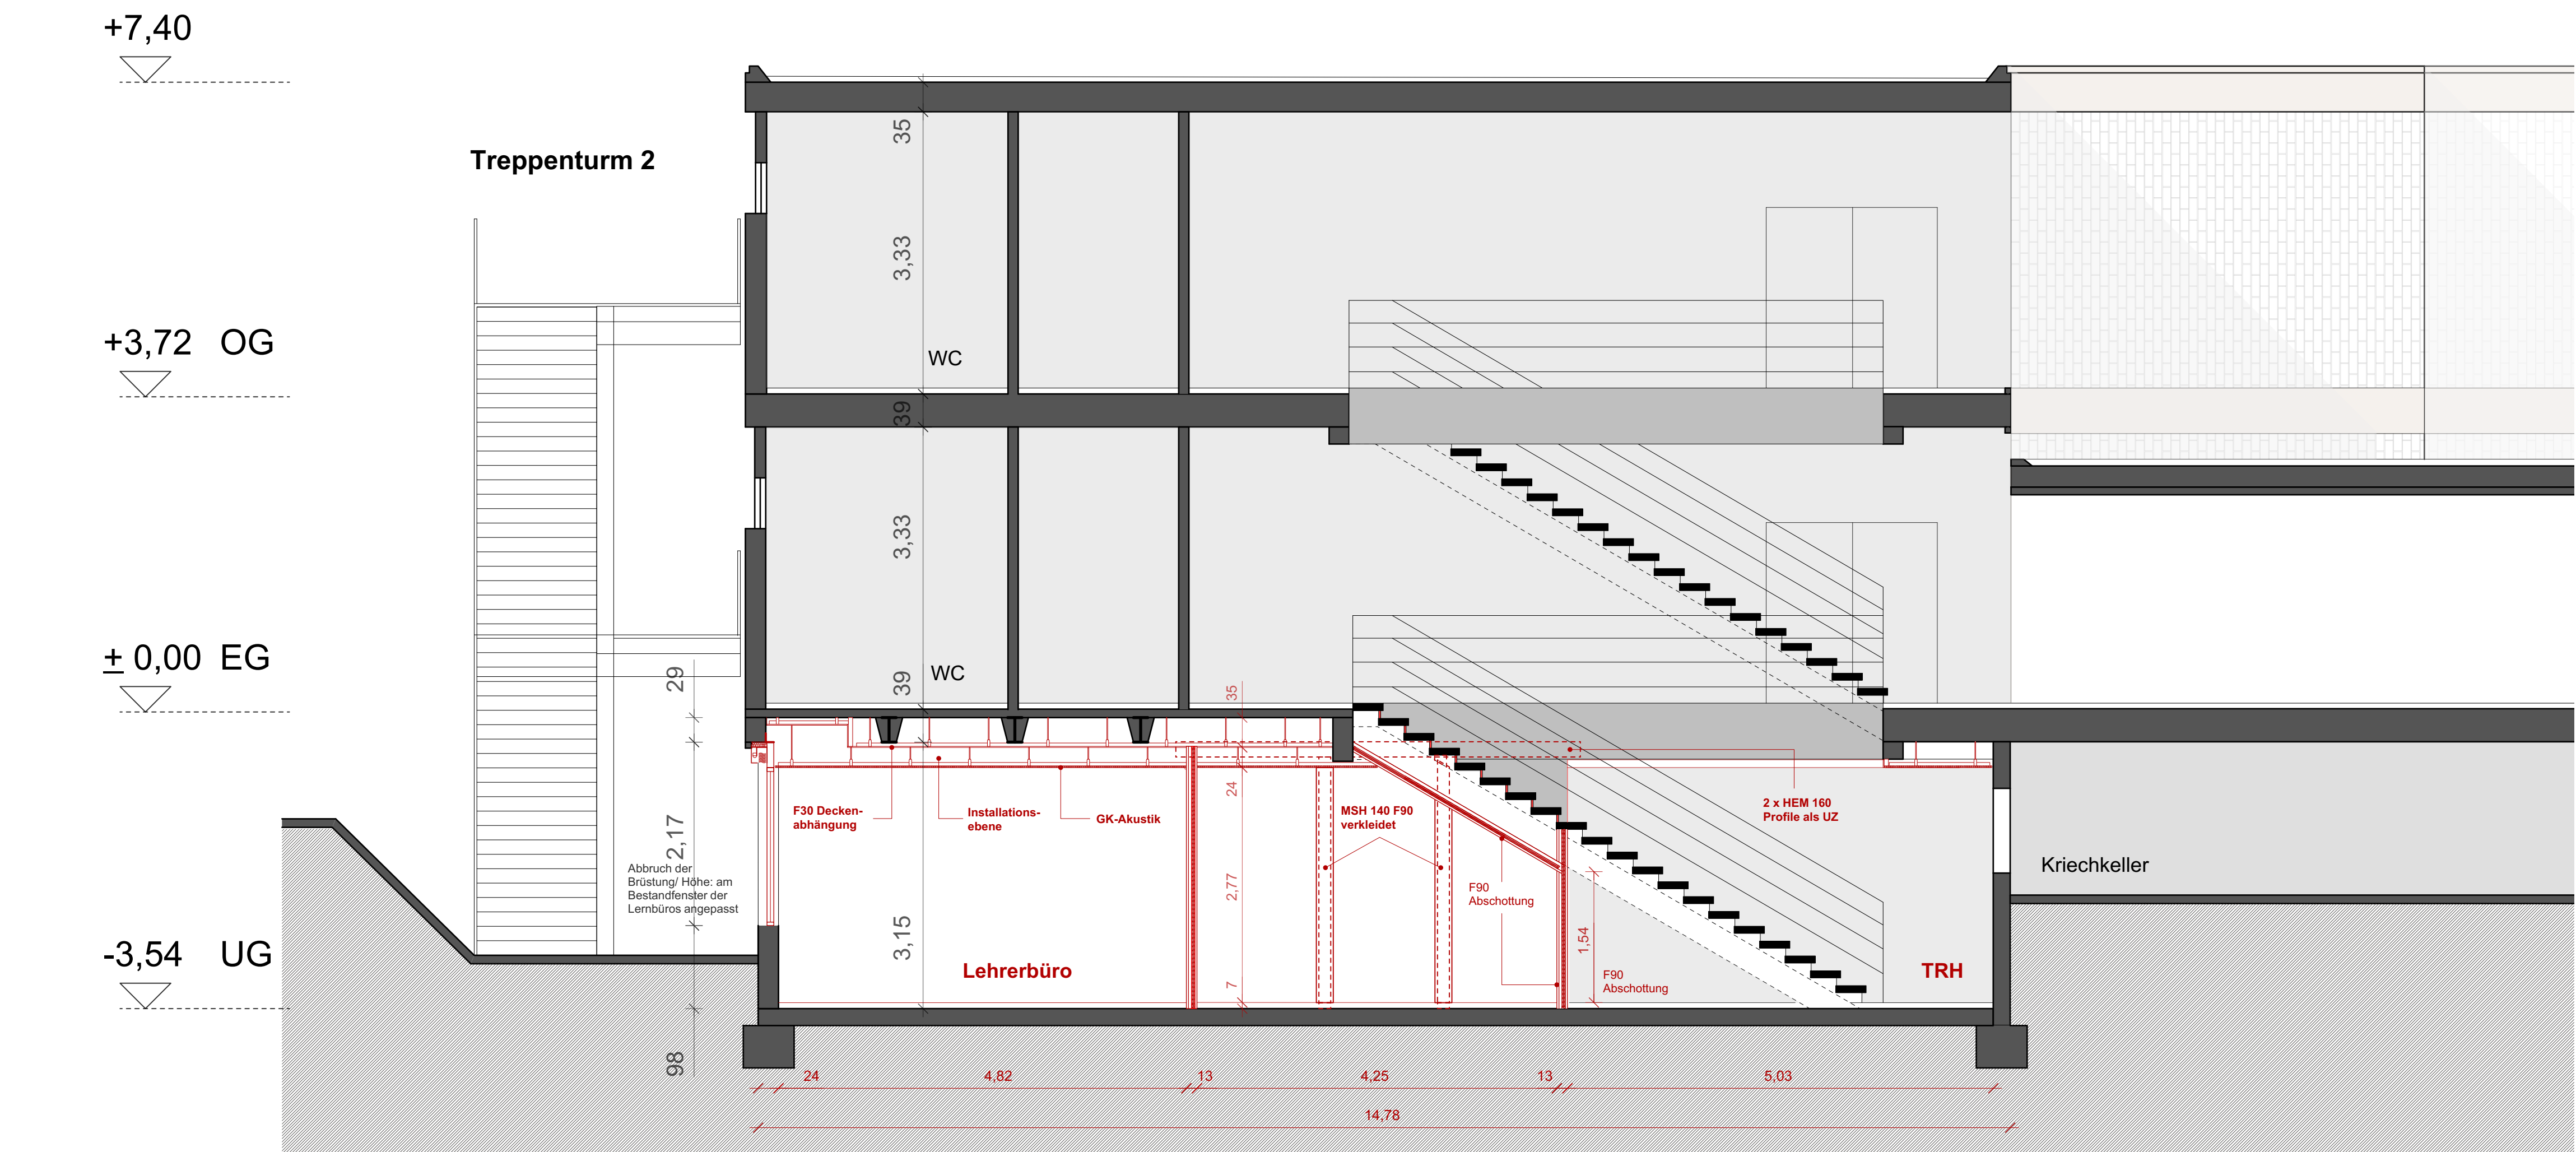 +7,40
Treppenturm 2
35
3,33
+3,72 OG
WC
39
3,33
± 0,00 EG
29
39
WC
35
F30 Decken-
abhängung
Installations-
ebene
GK-Akustik
24
MSH 140 F90
verkleidet
2 x HEM 160
Profile als UZ
2,17
Abbruch der
Brüstung/ Höhe: am
Bestandfenster der
Lernbüros angepasst
2,77
F90
Abschottung
Kriechkeller
3,15
1,54
-3,54 UG
Lehrerbüro
7
F90
Abschottung
TRH
98
24
4,82
13
4,25
13
5,03
14,78